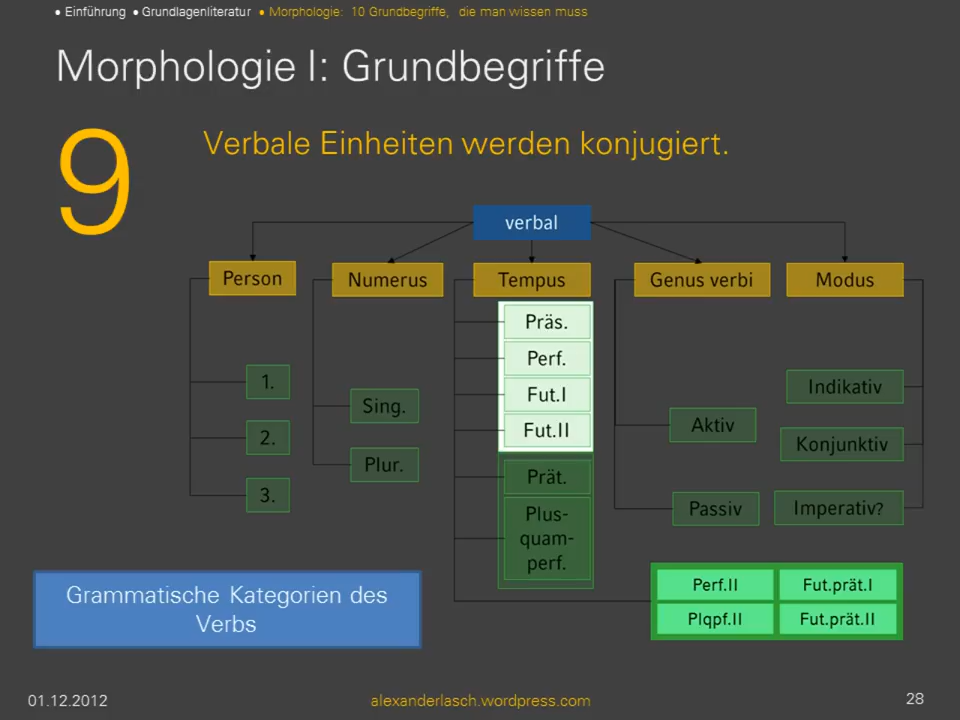 • Einführung • Grundlagenliteratur • Morphologie: 10 Grundbegriffe, die man wissen muss
Morphologie I: Grundbegriffe
9
Verbale Einheiten werden konjugiert.
verbal
Person
Numerus
Tempus
Genus verbi
Modus
1.
2.
3.
Sing.
Plur.
Präs.
Perf.
Fut.I
Fut.II
Prät.
Plus-
quam-
perf.
Aktiv
Passiv
Indikativ
Konjunktiv
Imperativ?
Perf.II
Fut.prät.I
Plqpf.II
Fut.prät.II
Grammatische Kategorien des
Verbs
01.12.2012
alexanderlasch.wordpress.com
28